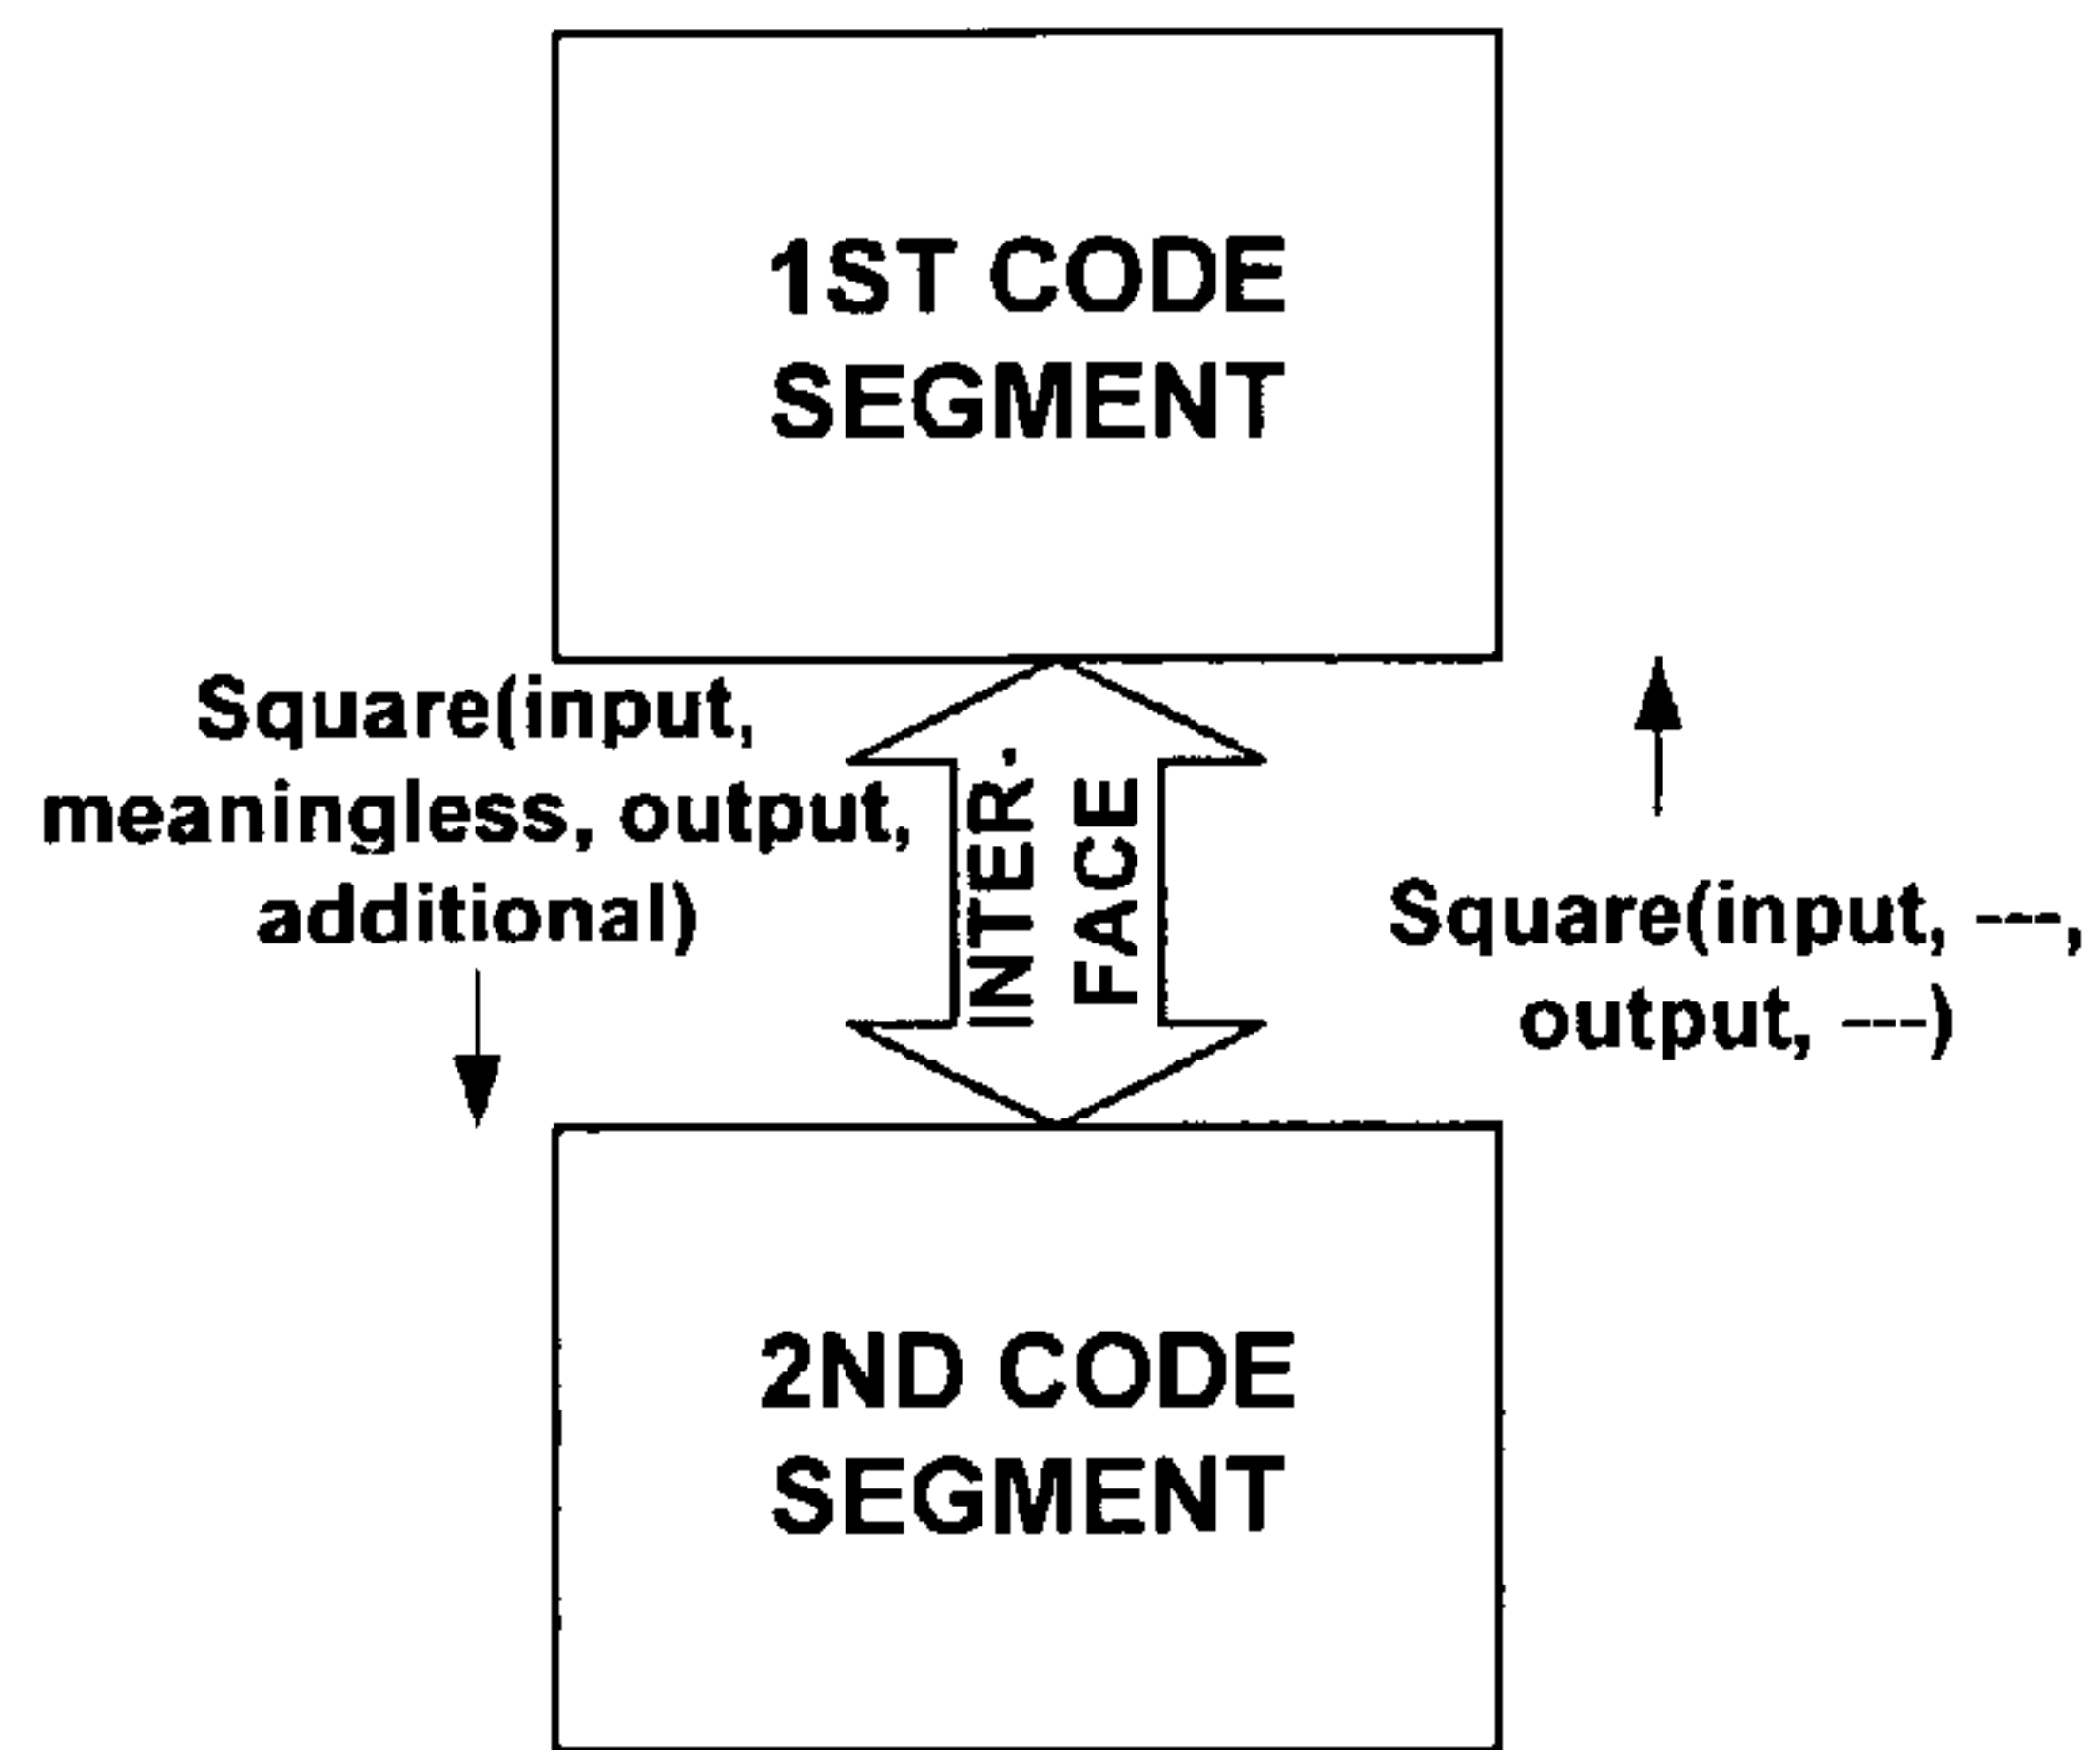 1ST CODE
SEGMENT
Square(input,
meaningless, output,
additional)
INTER.
FACE
Square(input, ---,
output, ---)
2ND CODE
SEGMENT